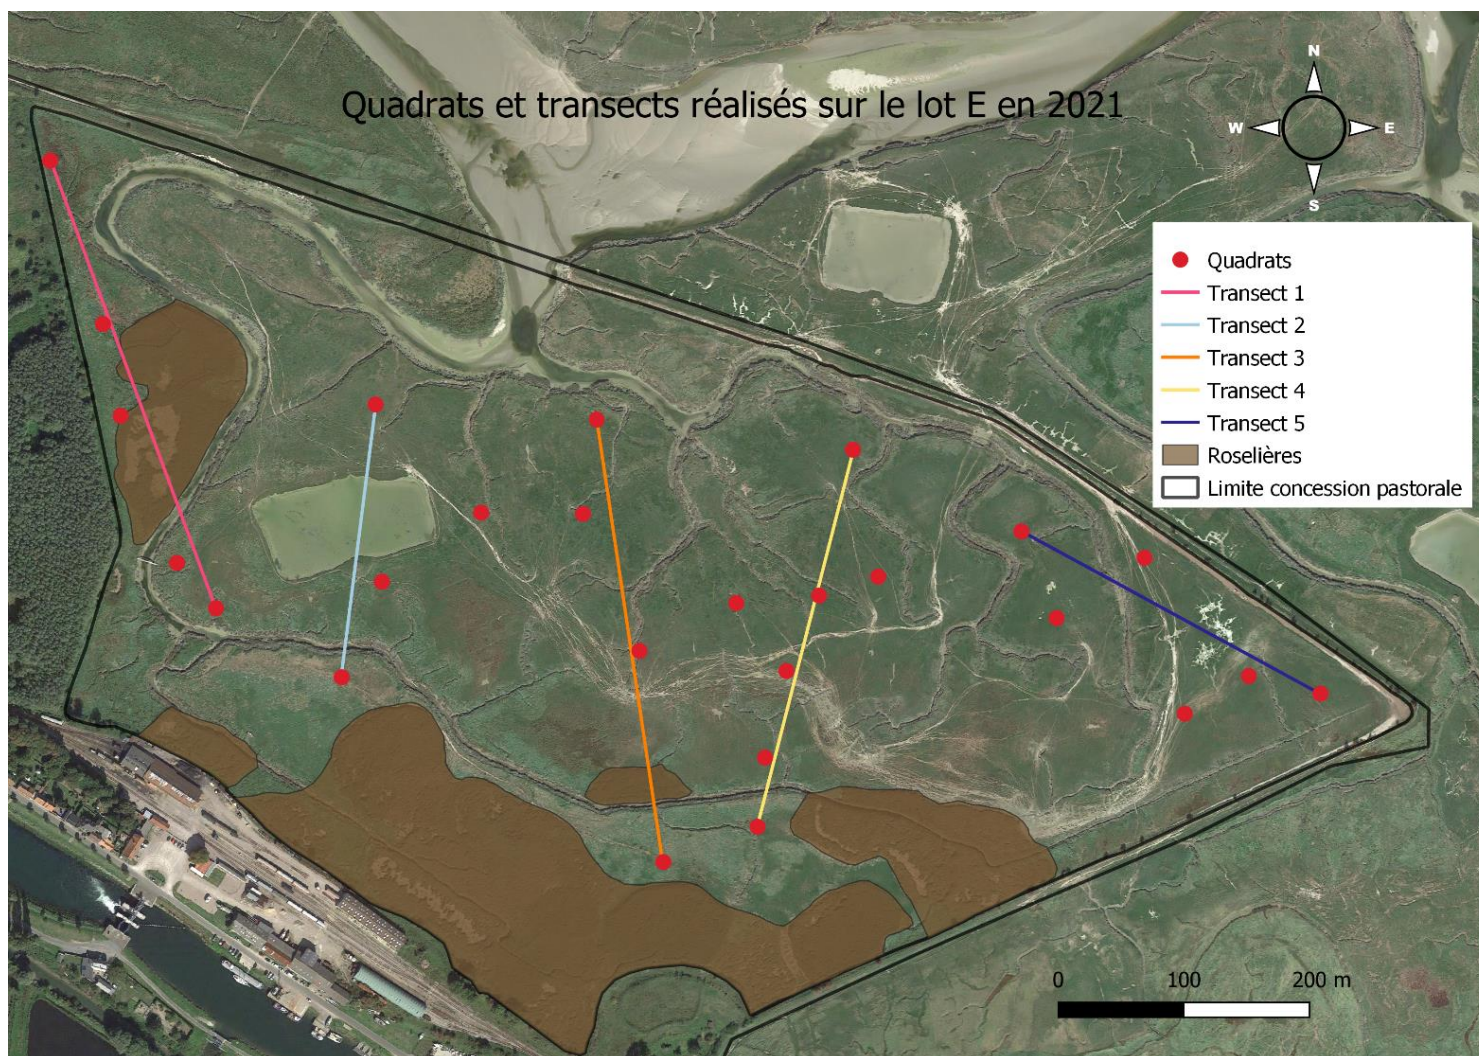 Quadrats et transects réalisés sur le lot E en 2021
N
W E
S
Quadrats
Transect 1
Transect 2
Transect 3
Transect 4
Transect 5
Roselières
Limite concession pastorale
0 100 200 m